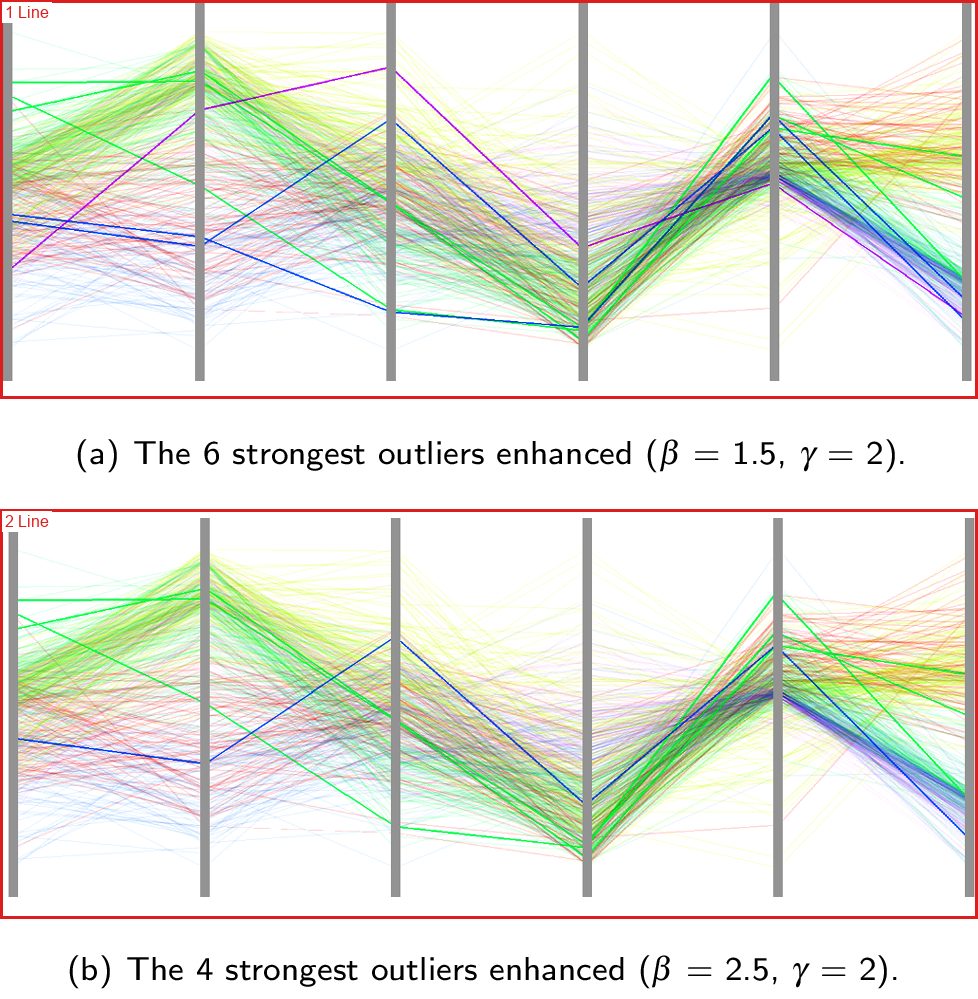 1 Line
(a) The 6 strongest outliers enhanced (β = 1.5, γ = 2).
2 Line
(b) The 4 strongest outliers enhanced (β = 2.5, γ = 2).